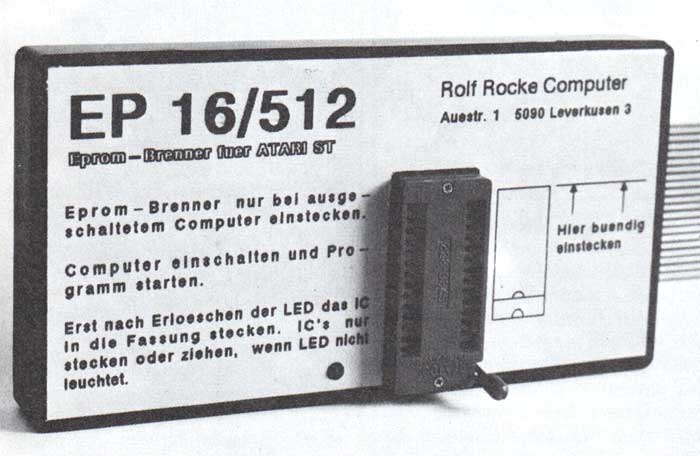 EP 16/512
Eprom-Brenner fuer ATARI ST
Rolf Rocke Computer
Auestr. 1 5090 Leverkusen 3
Eprom-Brenner nur bei ausge-
schaltetem Computer einstecken.
Computer einschalten und Pro-
gramm starten.
Erst nach Erloeschen der LED das IC
in die Fassung stecken. IC's nur
stecken oder ziehen, wenn LED nicht
leuchtet.
Hier buendig
einstecken